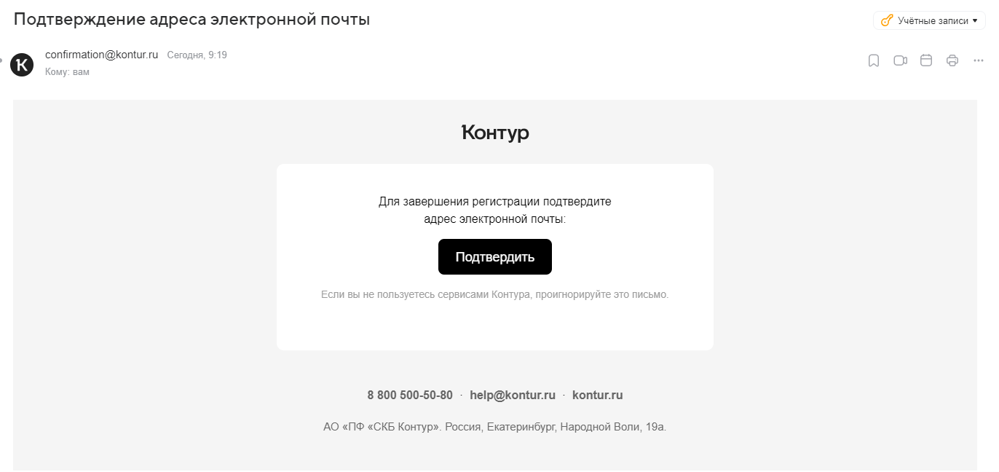 Подтверждение адреса электронной почты
Учётные записи
confirmation@kontur.ru Сегодня, 9:19
Кому: вам
Контур
Для завершения регистрации подтвердите
адрес электронной почты:
Подтвердить
Если вы не пользуетесь сервисами Контура, проигнорируйте это письмо.
8 800 500-50-80 · help@kontur.ru · kontur.ru
АО «ПФ «СКБ Контур». Россия, Екатеринбург, Народной Воли, 19а.